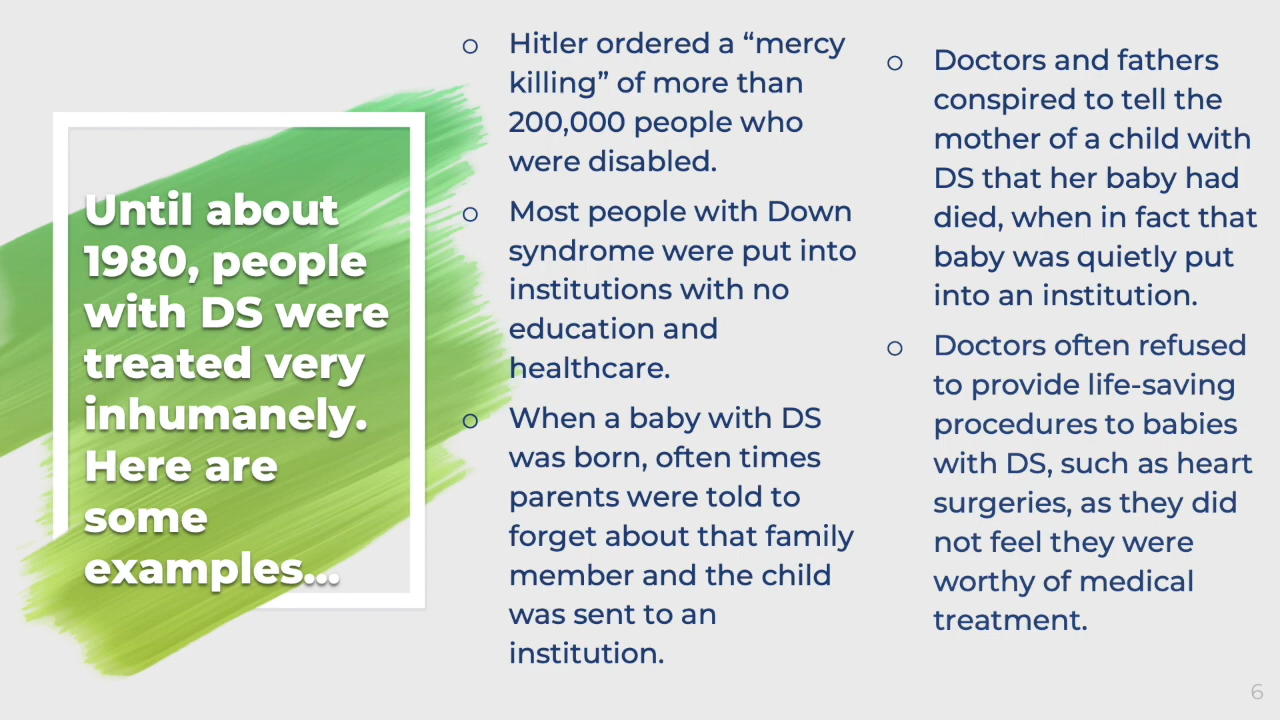 Until about
1980, people
with DS were
treated very
inhumanely.
Here are
some
examples...
○ Hitler ordered a “mercy
killing” of more than
200,000 people who
were disabled.
○ Most people with Down
syndrome were put into
institutions with no
education and
healthcare.
○ When a baby with DS
was born, often times
parents were told to
forget about that family
member and the child
was sent to an
institution.
○ Doctors and fathers
conspired to tell the
mother of a child with
DS that her baby had
died, when in fact that
baby was quietly put
into an institution.
○ Doctors often refused
to provide life-saving
procedures to babies
with DS, such as heart
surgeries, as they did
not feel they were
worthy of medical
treatment.
6